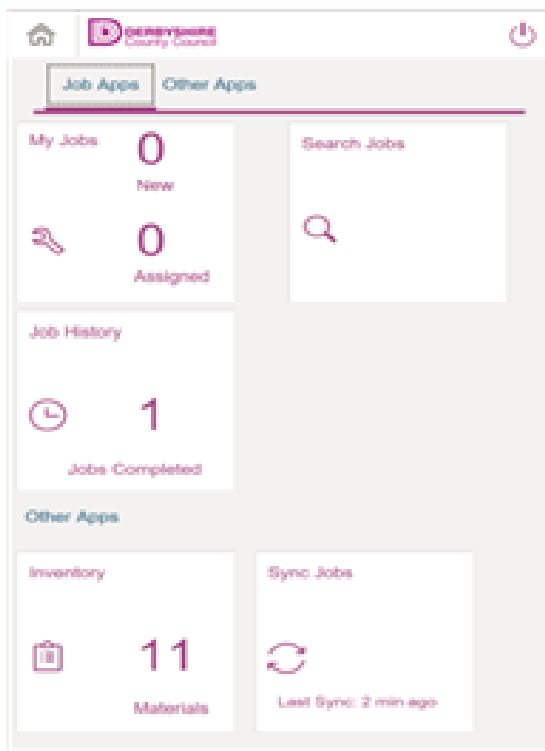 DERBYSHIRE
County Council
Job Apps Other Apps
My Jobs
0
New
0
Assigned
Search Jobs
Job History
1
Jobs Completed
Other Apps
Inventory
11
Materials
Sync Jobs
Last Sync: 2 min ago